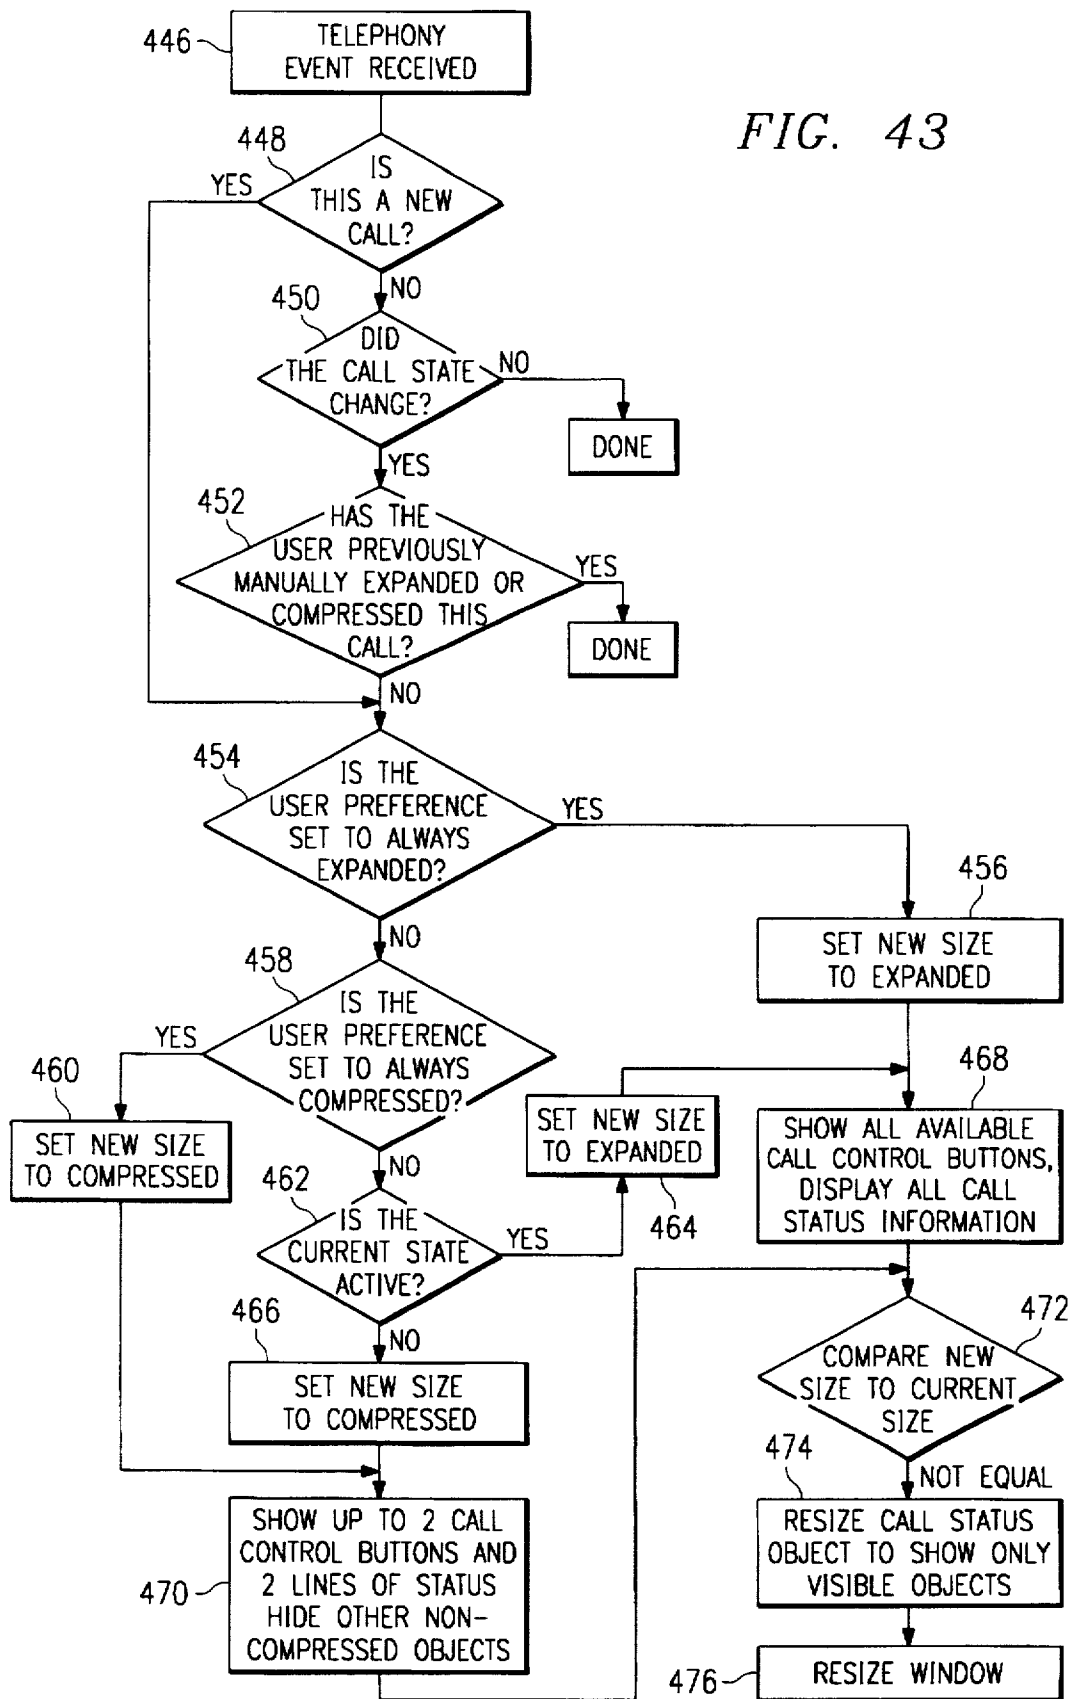 446
TELEPHONY
EVENT RECEIVED
FIG. 43
448
YES
IS
THIS A NEW
CALL?
NO
450
DID
THE CALL STATE
CHANGE?
NO
DONE
YES
452
HAS THE
USER PREVIOUSLY
MANUALLY EXPANDED OR
COMPRESSED THIS
CALL?
YES
DONE
NO
454
IS THE
USER PREFERENCE
SET TO ALWAYS
EXPANDED?
YES
456
SET NEW SIZE
TO EXPANDED
NO
458
IS THE
USER PREFERENCE
SET TO ALWAYS
COMPRESSED?
YES
460
SET NEW SIZE
TO COMPRESSED
NO
462
IS THE
CURRENT STATE
ACTIVE?
YES
SET NEW SIZE
TO EXPANDED
464
468
SHOW ALL AVAILABLE
CALL CONTROL BUTTONS,
DISPLAY ALL CALL
STATUS INFORMATION
NO
466
SET NEW SIZE
TO COMPRESSED
472
COMPARE NEW
SIZE TO CURRENT
SIZE
NOT EQUAL
470
SHOW UP TO 2 CALL
CONTROL BUTTONS AND
2 LINES OF STATUS
HIDE OTHER NON-
COMPRESSED OBJECTS
474
RESIZE CALL STATUS
OBJECT TO SHOW ONLY
VISIBLE OBJECTS
476
RESIZE WINDOW